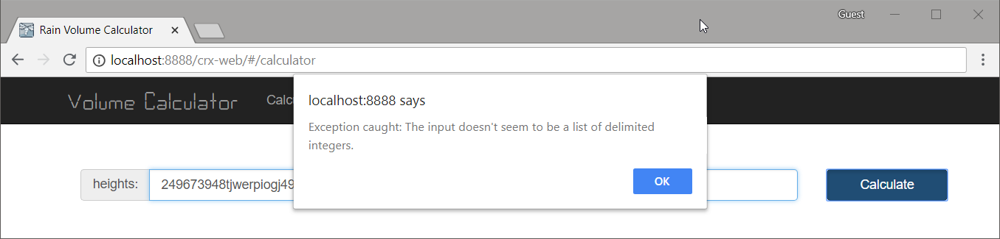 Guest
Rain Volume Calculator
localhost:8888/crx-web/#/calculator
Volume Calculator
localhost:8888 says
Exception caught: The input doesn't seem to be a list of delimited
integers.
OK
heights: 249673948tjwerpiogj49 Calculate